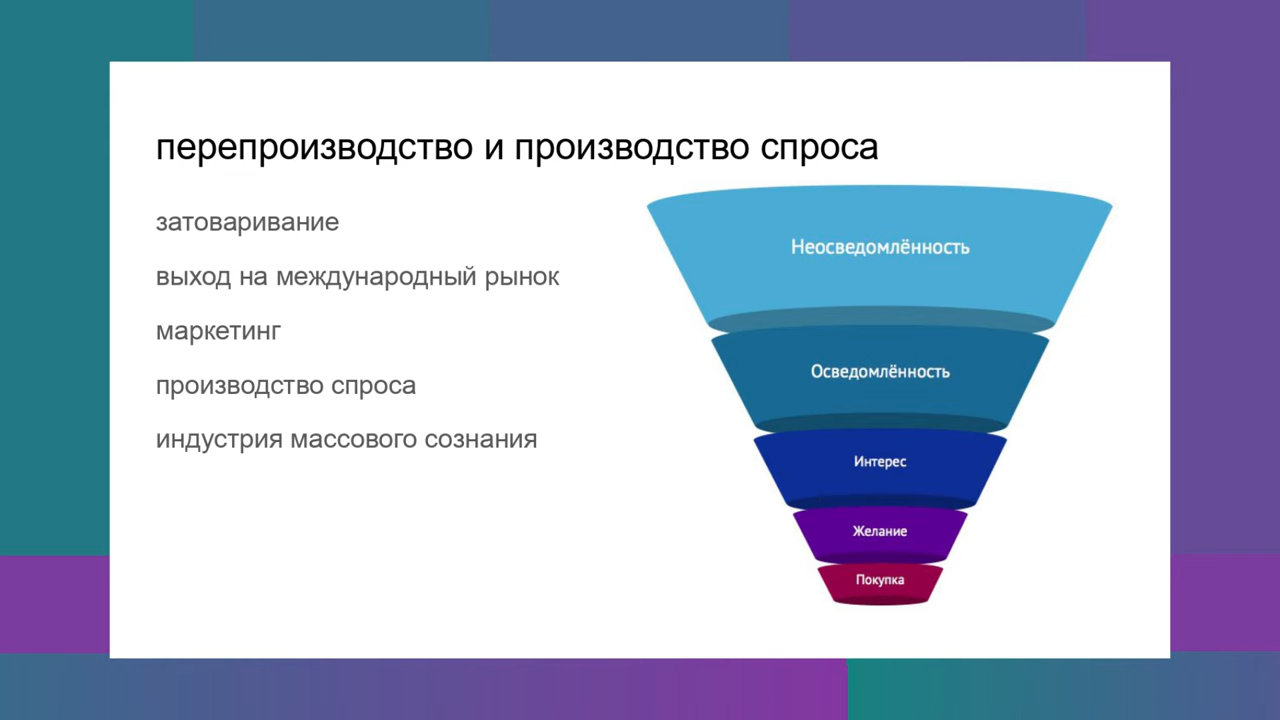 перепроизводство и производство спроса
затоваривание
выход на международный рынок
маркетинг
производство спроса
индустрия массового сознания
Неосведомлённость
Осведомлённость
Интерес
Желание
Покупка